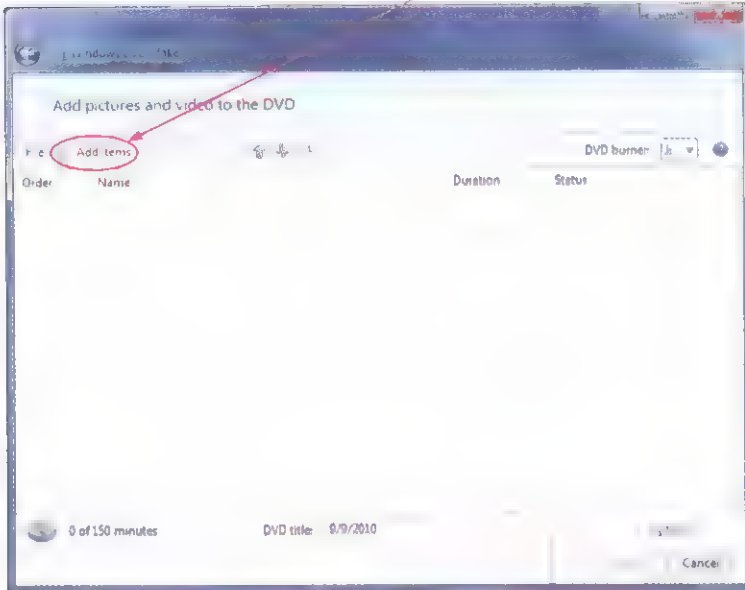 Add pictures and video to the DVD
Add items DVD burner:
Order Name Duration Status
0 of 150 minutes DVD title: 9/9/2010
Cancel